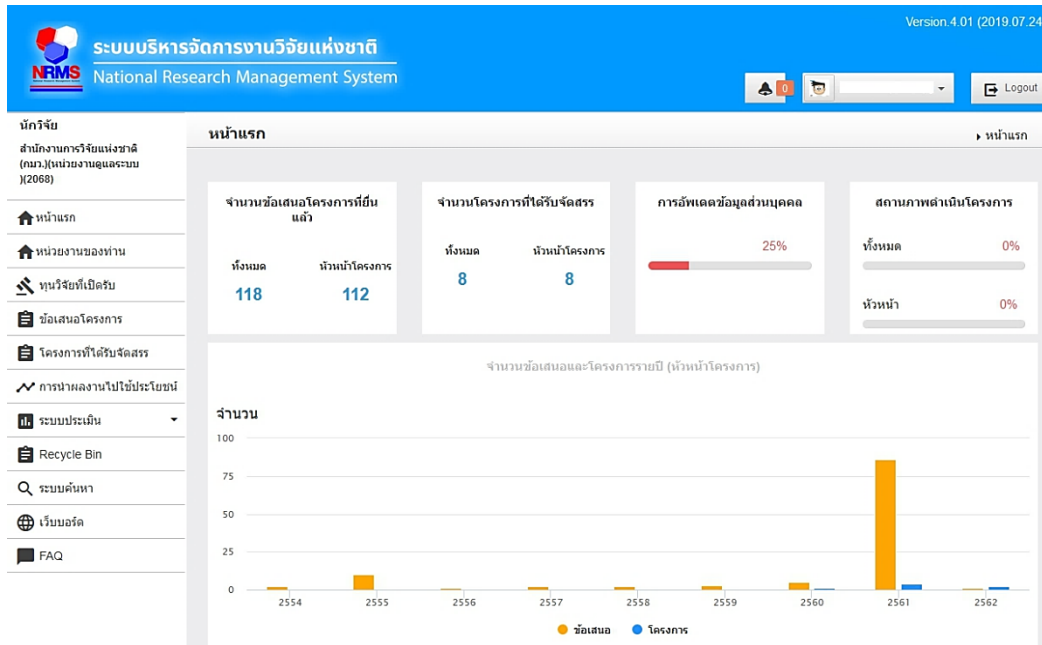 Version.4.01 (2019.07.24
ระบบบริหารจัดการงานวิจัยแห่งชาติ
NRMS
National Research Management System
0
Logout
นักวิจัย
สำนักงานการวิจัยแห่งชาติ
(กมว.)(หน่วยงานดูแลระบบ
)(2068)
หน้าแรก
หน่วยงานของท่าน
ทุนวิจัยที่เปิดรับ
ข้อเสนอโครงการ
โครงการที่ได้รับจัดสรร
การนำผลงานไปใช้ประโยชน์
ระบบประเมิน
Recycle Bin
ระบบค้นหา
เว็บบอร์ด
FAQ
หน้าแรก
หน้าแรก
จำนวนข้อเสนอโครงการที่ยื่น
แล้ว
ทั้งหมด หัวหน้าโครงการ
118 112
จำนวนโครงการที่ได้รับจัดสรร
ทั้งหมด หัวหน้าโครงการ
8 8
การอัพเดตข้อมูลส่วนบุคคล
25%
สถานภาพดำเนินโครงการ
ทั้งหมด 0%
หัวหน้า 0%
จำนวนข้อเสนอและโครงการรายปี (หัวหน้าโครงการ)
จำนวน
100
75
50
25
0
2554 2555 2556 2557 2558 2559 2560 2561 2562
ข้อเสนอ โครงการ